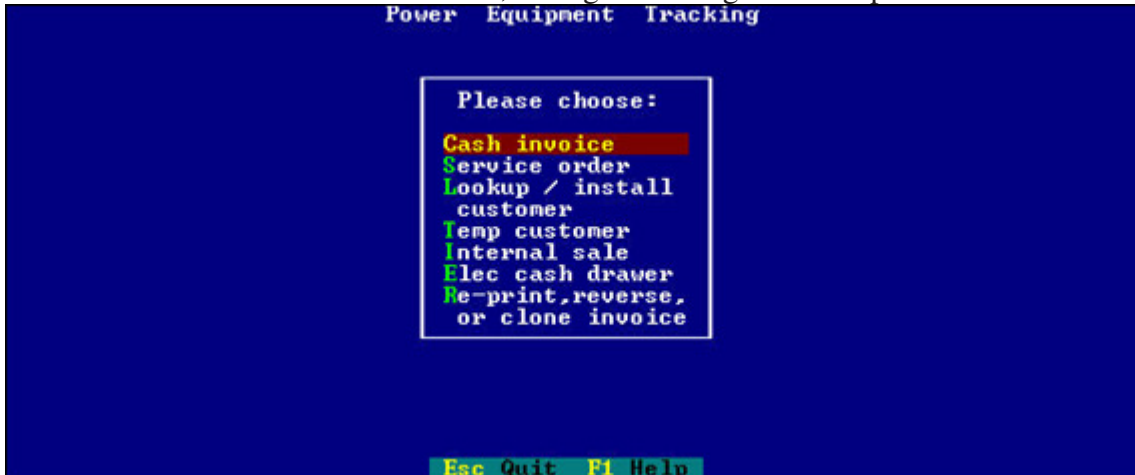 Power Equipment Tracking
Please choose:
Cash invoice
Service order
Lookup / install
customer
Temp customer
Internal sale
Elec cash drawer
Re-print,reverse,
or clone invoice
Esc Quit F1 Help